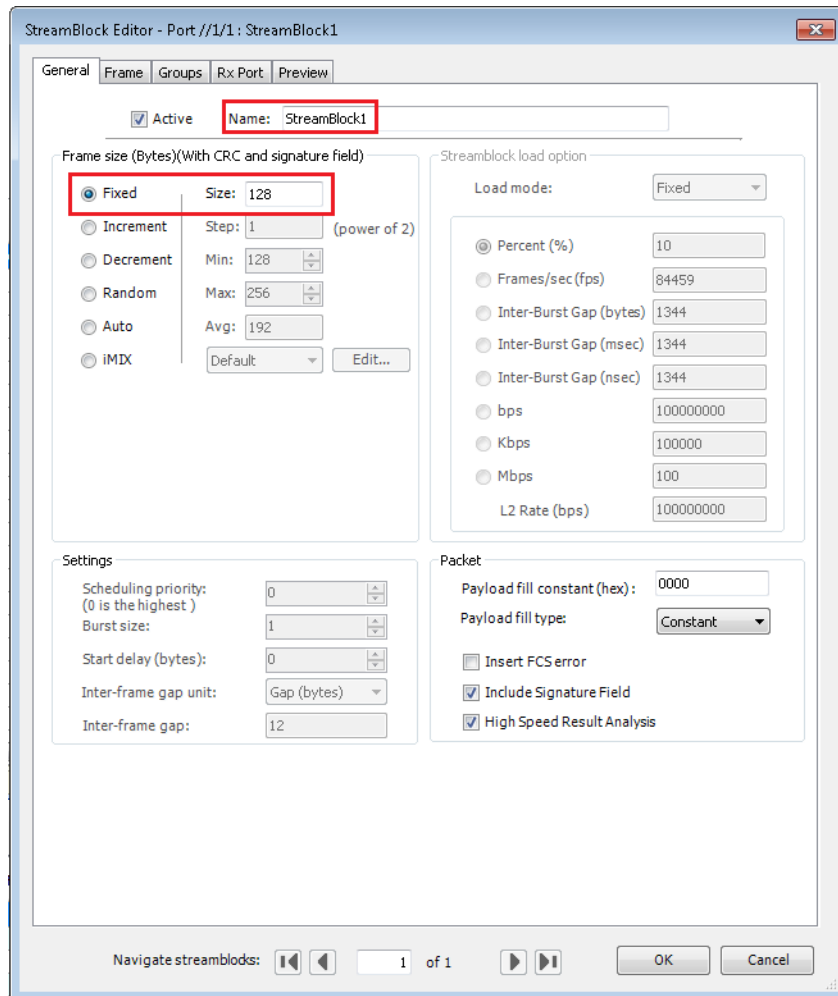 StreamBlock Editor - Port //1/1 : StreamBlock1
General Frame Groups Rx Port Preview
Active Name: StreamBlock1
Frame size (Bytes)(With CRC and signature field)
Fixed Size: 128
Increment Step: 1 (power of 2)
Decrement Min: 128
Random Max: 256
Auto Avg: 192
iMIX Default Edit...
Streamblock load option
Load mode: Fixed
Percent (%) 10
Frames/sec(fps) 84459
Inter-Burst Gap (bytes) 1344
Inter-Burst Gap (msec) 1344
Inter-Burst Gap (nsec) 1344
bps 100000000
Kbps 100000
Mbps 100
L2 Rate (bps) 100000000
Settings
Scheduling priority: 0
(0 is the highest )
Burst size: 1
Start delay (bytes): 0
Inter-frame gap unit: Gap (bytes)
Inter-frame gap: 12
Packet
Payload fill constant (hex) : 0000
Payload fill type: Constant
Insert FCS error
Include Signature Field
High Speed Result Analysis
Navigate streamblocks: 1 of 1 OK Cancel